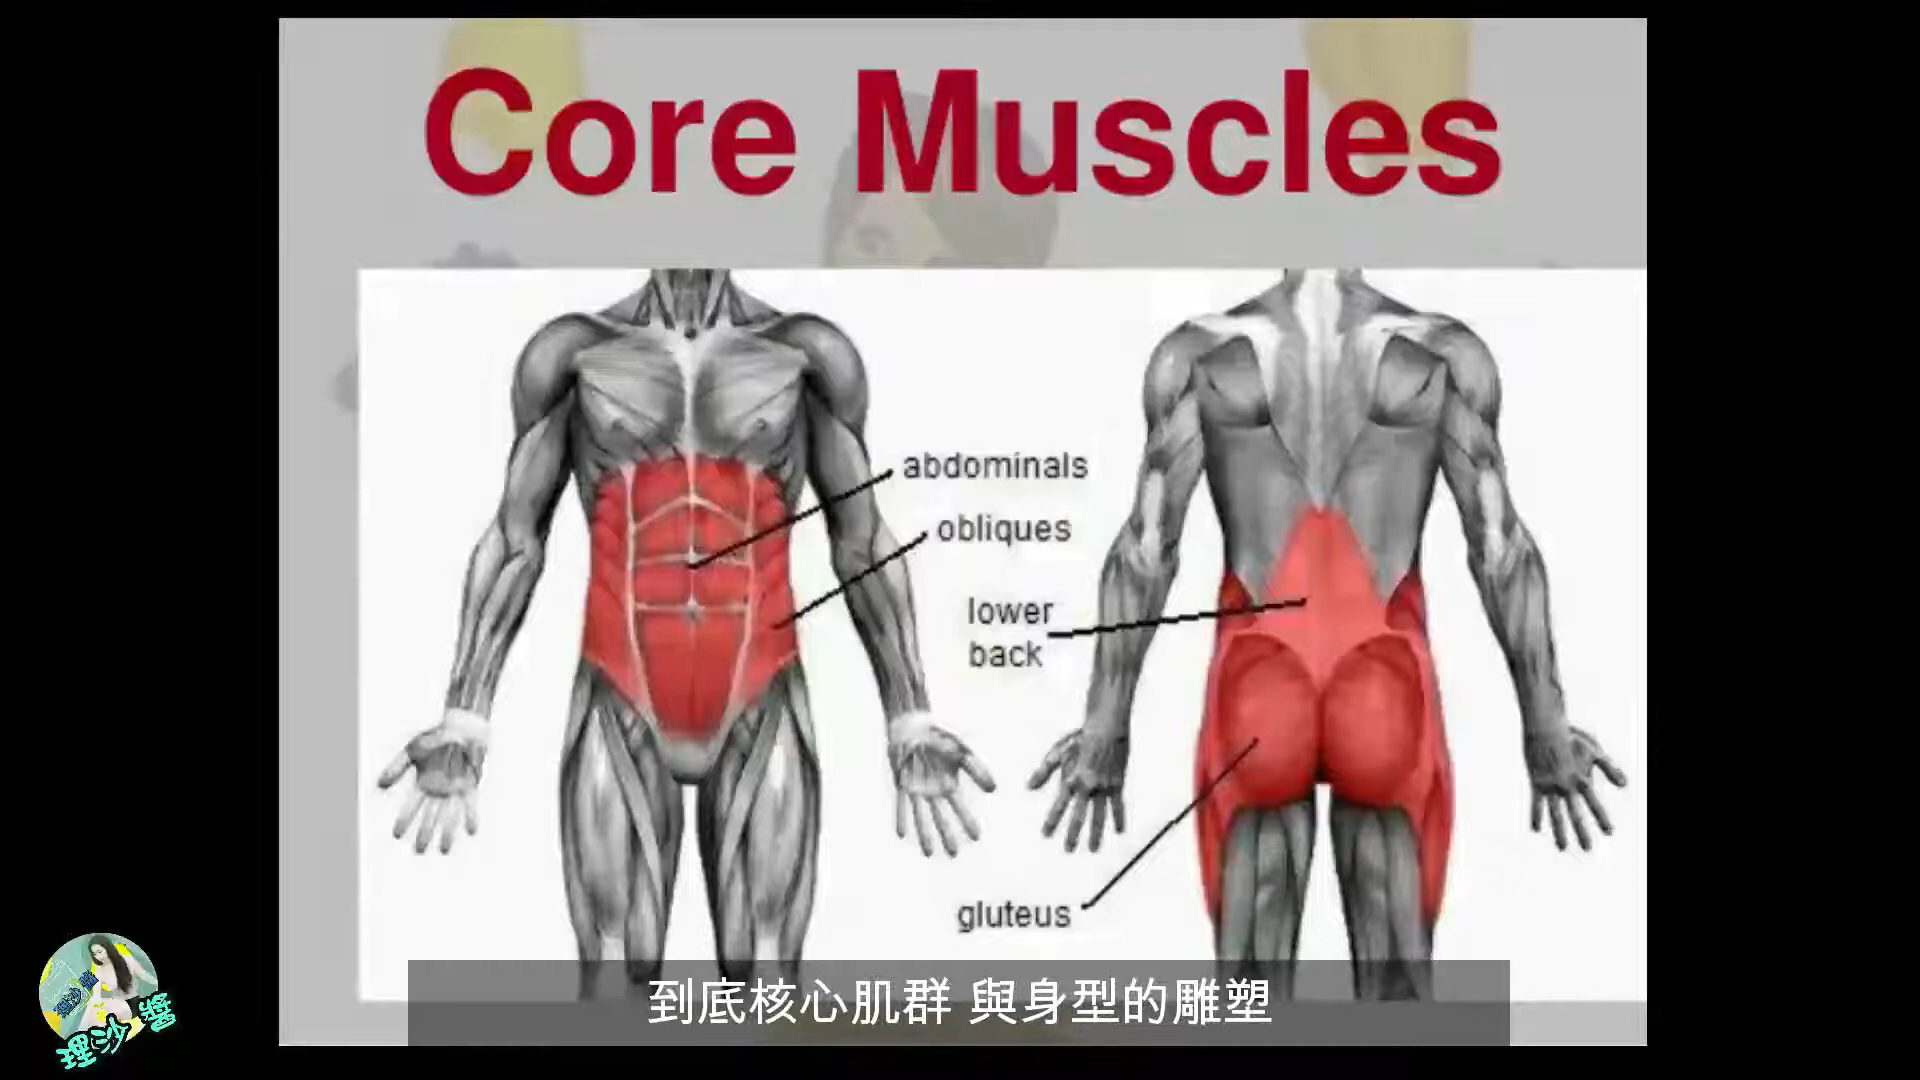 Core Muscles
abdominals
obliques
lower
back
gluteus
到底核心肌群 與身型的雕塑
理沙醬